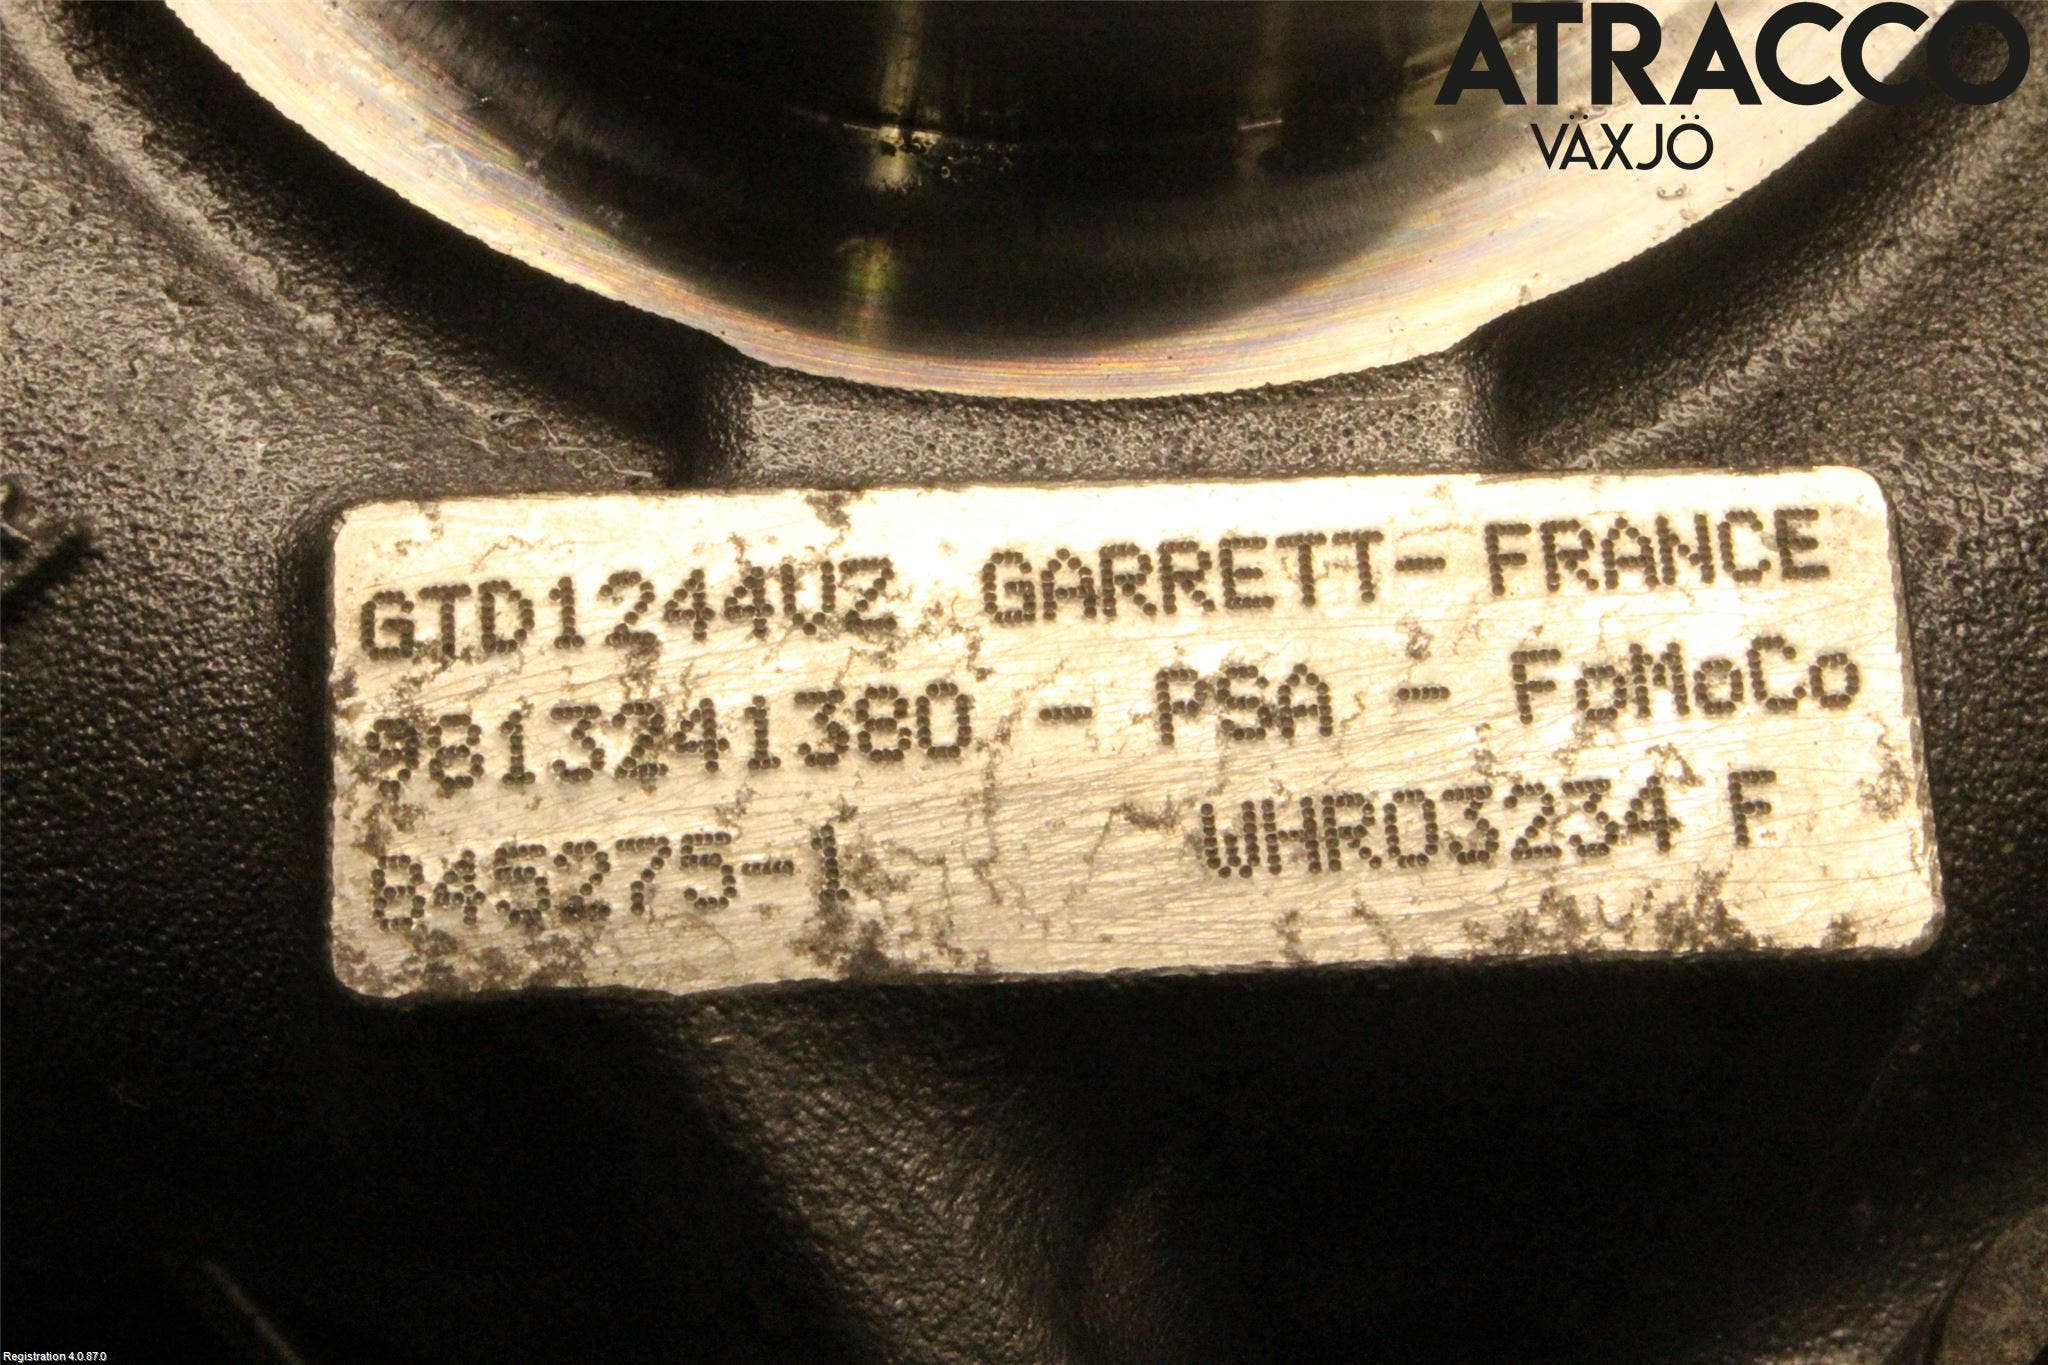 ATRACCO
VÄXJÖ
GTD1244VZ GARRETT- FRANCE
9813241380 - PSA - FoMoCo
845275-1 WHR03234 F
Registration 4.0.87.0